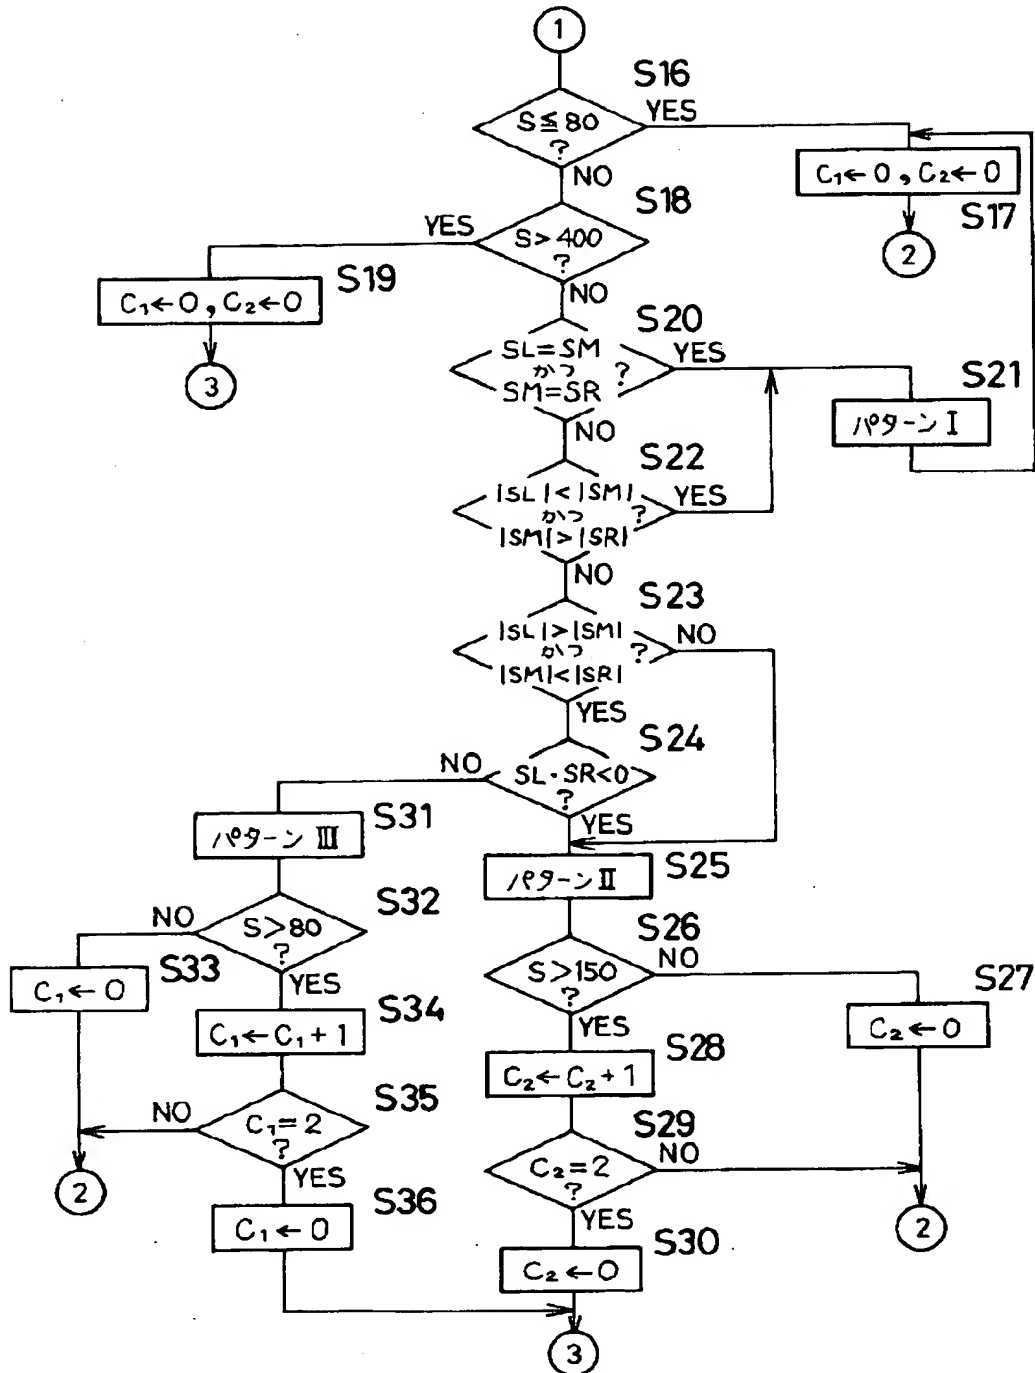 1
S16
S≦80
?
YES
NO
C₁←0, C₂←0
S17
2
S18
S>400
?
YES
NO
S19
C₁←0, C₂←0
3
S20
SL=SM
かつ ?
SM=SR
YES
NO
S21
パターンI
S22
|SL|<|SM|
かつ ?
|SM|>|SR|
YES
NO
S23
|SL|>|SM|
かつ ?
|SM|<|SR|
NO
YES
S24
SL・SR<0
?
NO
YES
S31
パターンIII
S25
パターンII
S32
S>80
?
NO
YES
S33
C₁←0
S34
C₁←C₁+1
S35
C₁=2
?
NO
YES
2
S36
C₁←0
S26
S>150
?
NO
YES
S27
C₂←0
S28
C₂←C₂+1
S29
C₂=2
?
NO
YES
2
S30
C₂←0
3